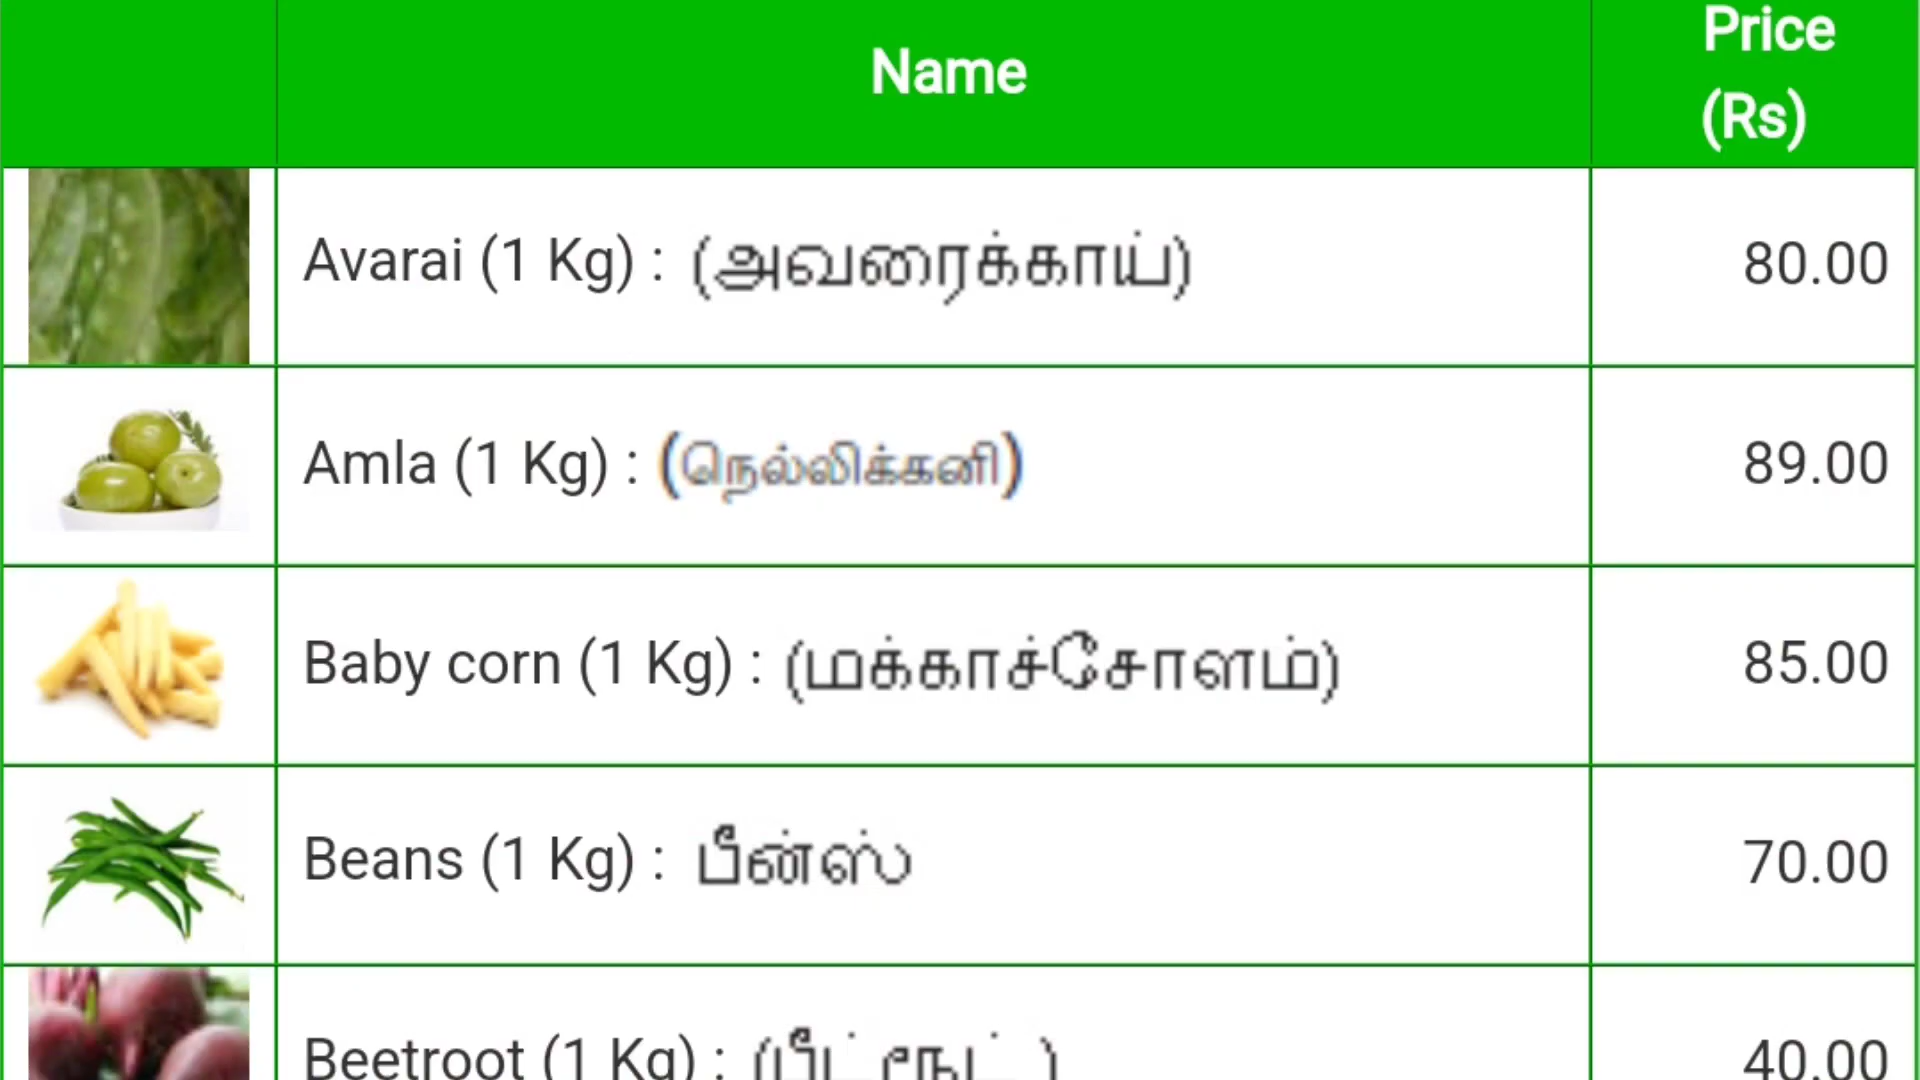 Name
Price
(Rs)
Avarai (1 Kg) : (அவரைக்காய்) 80.00
Amla (1 Kg) : (நெல்லிக்கனி) 89.00
Baby corn (1 Kg) : (மக்காச்சோளம்) 85.00
Beans (1 Kg) : பீன்ஸ் 70.00
Beetroot (1 Kg) : 40.00